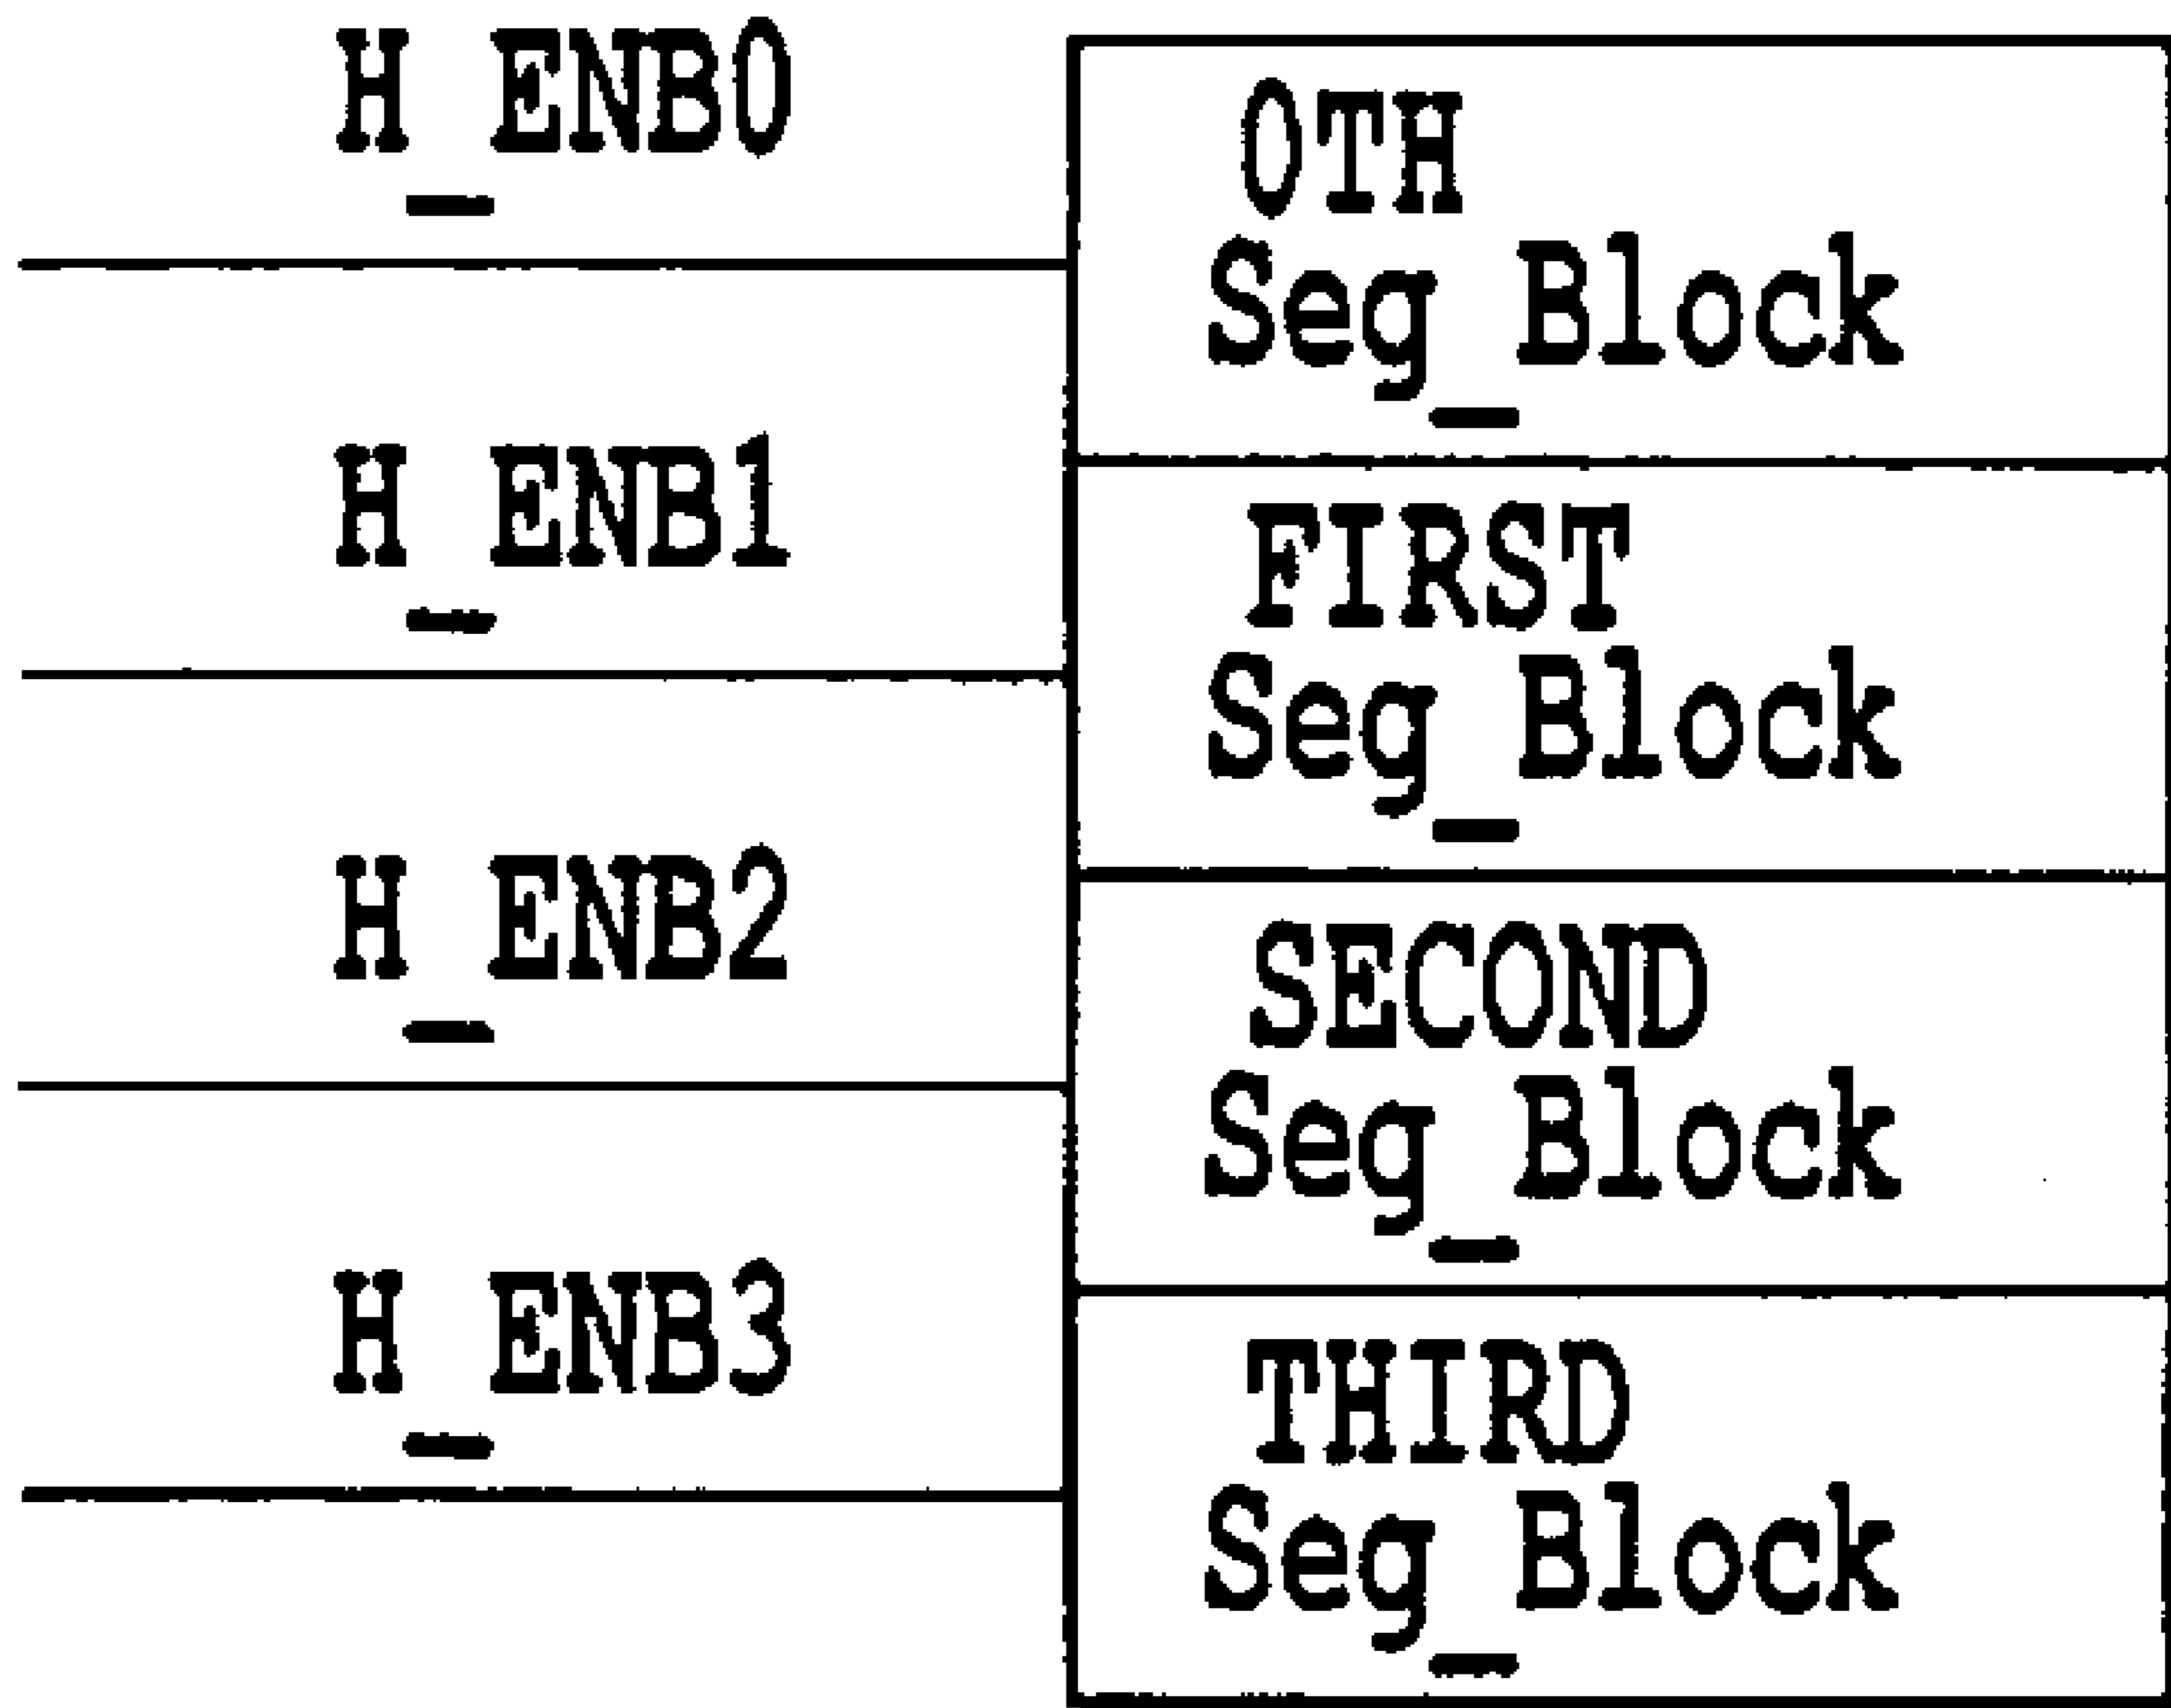 H_ENB0
0TH
Seg_Block
H_ENB1
FIRST
Seg_Block
H_ENB2
SECOND
Seg_Block
H_ENB3
THIRD
Seg_Block